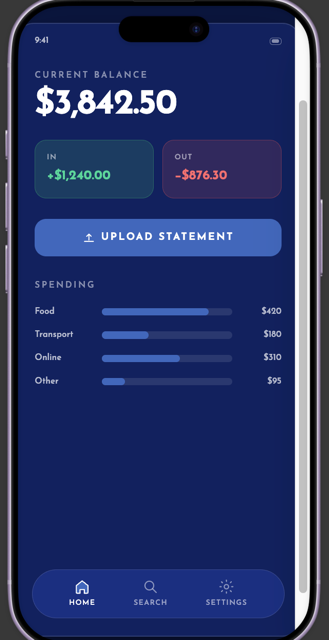 9:41
CURRENT BALANCE
$3,842.50
IN OUT
+$1,240.00 −$876.30
UPLOAD STATEMENT
SPENDING
Food $420
Transport $180
Online $310
Other $95
HOME SEARCH SETTINGS